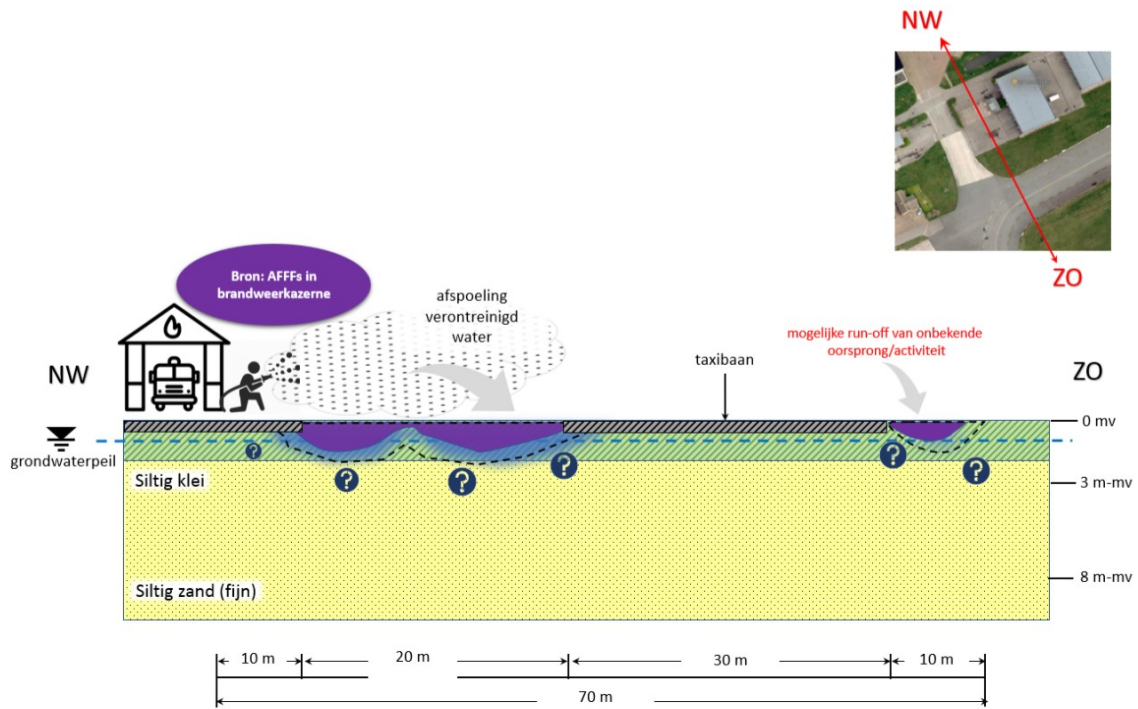 NW
ZO
Bron: AFFFs in
brandweerkazerne
afspoeling
verontreinigd
water
mogelijke run-off van onbekende
oorsprong/activiteit
taxibaan
NW
ZO
0 mv
grondwaterpeil
?
?
?
?
?
?
Siltig klei
3 m-mv
Siltig zand (fijn)
8 m-mv
10 m
20 m
30 m
10 m
70 m